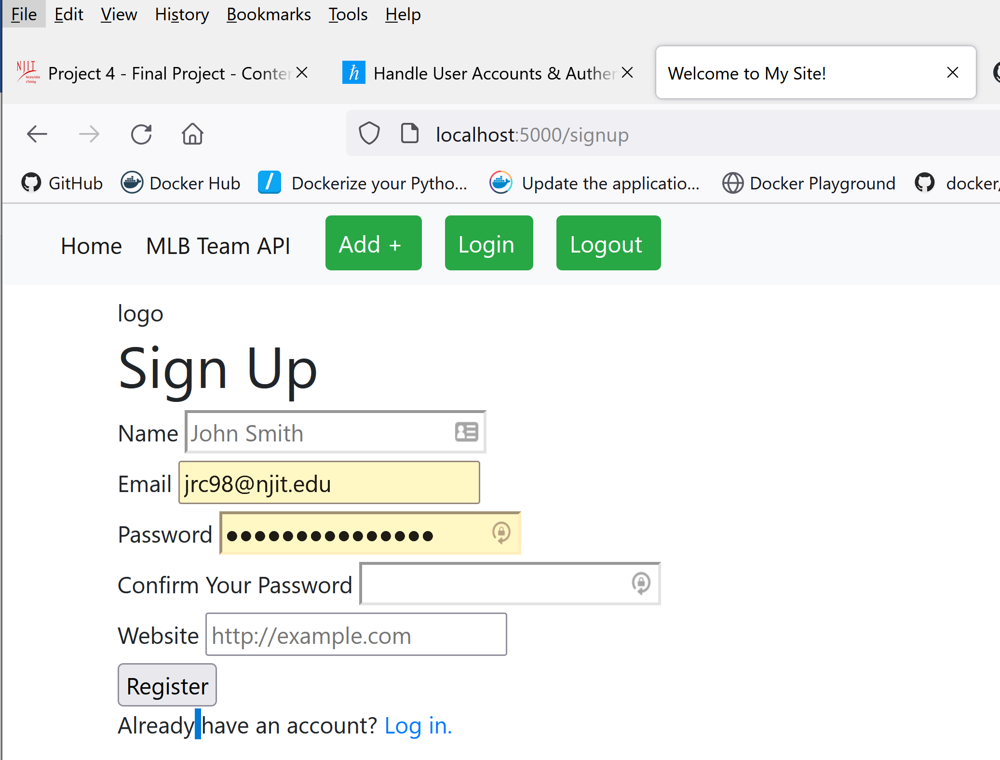 File Edit View History Bookmarks Tools Help
NJIT Project 4 - Final Project - Conter Handle User Accounts & Auther Welcome to My Site!
localhost:5000/signup
GitHub Docker Hub Dockerize your Pytho... Update the applicatio... Docker Playground docker/
Home MLB Team API Add + Login Logout
logo
Sign Up
Name John Smith
Email jrc98@njit.edu
Password
Confirm Your Password
Website http://example.com
Register
Already have an account? Log in.